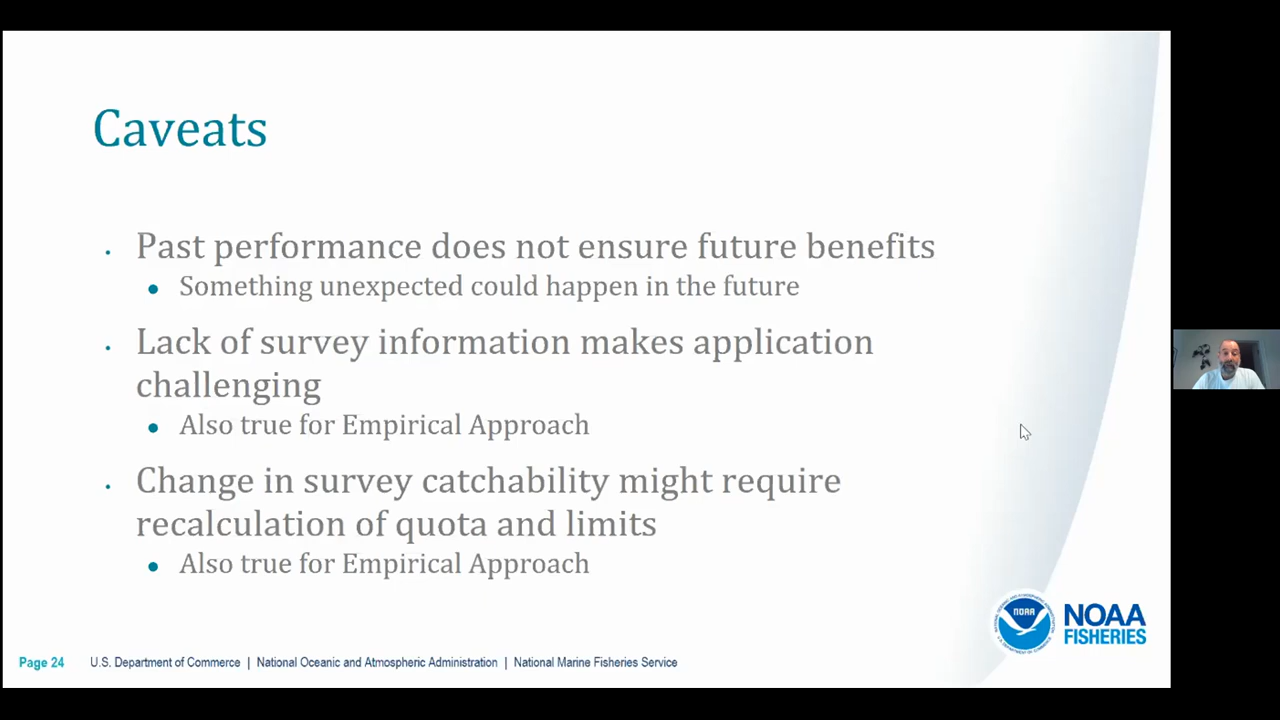 Caveats
Past performance does not ensure future benefits
Something unexpected could happen in the future
Lack of survey information makes application
challenging
Also true for Empirical Approach
Change in survey catchability might require
recalculation of quota and limits
Also true for Empirical Approach
NOAA
NOAA
FISHERIES
Page 24 U.S. Department of Commerce | National Oceanic and Atmospheric Administration | National Marine Fisheries Service